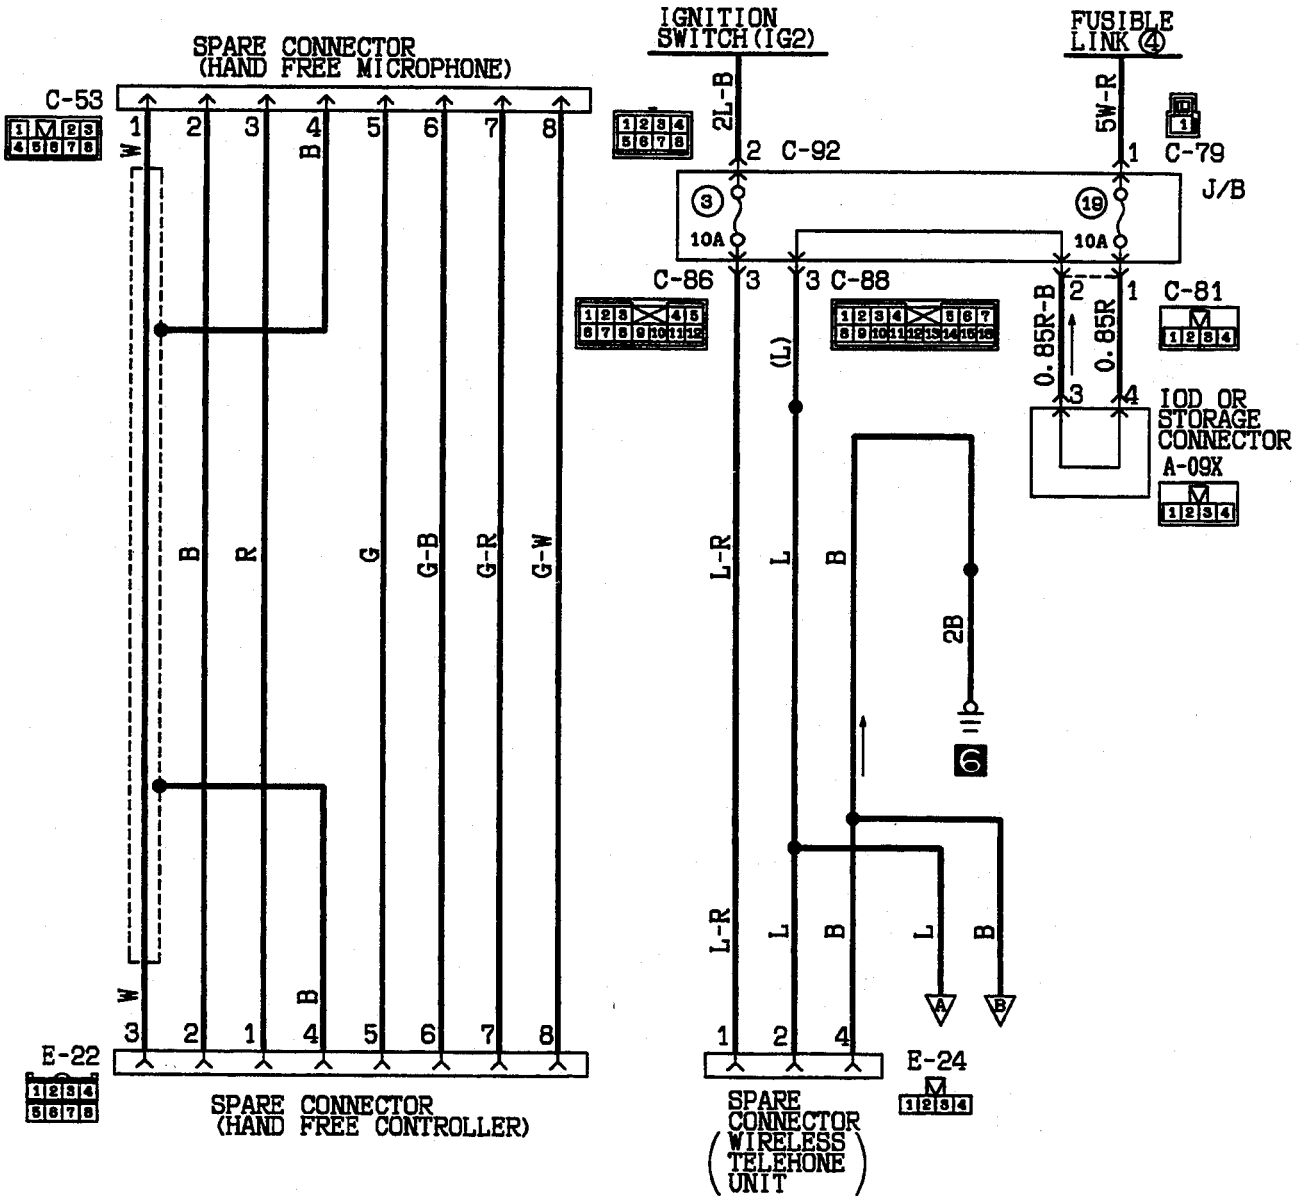 IGNITION
SWITCH(IG2)
FUSIBLE
LINK ④
SPARE CONNECTOR
(HAND FREE MICROPHONE)
C-53
1 2 3
4 5 6 7 8
1 2 3 4 5 6 7 8
W B
2L-B
5W-R
1 2 3 4
5 6 7 8
2 C-92
1
1 C-79
J/B
3
10A
19
10A
C-86 3
3 C-88
2 1 C-81
1 2 3 4 5
6 7 8 9 10 11 12
1 2 3 4 5 6 7
8 9 10 11 12 13 14 15 16
1 2 3 4
(L)
0.85R-B
0.85R
3 4
IOD OR
STORAGE
CONNECTOR
A-09X
1 2 3 4
B R G G-B G-R G-W
L-R L B
2B
6
L-R L B L B
A B
W B
3 2 1 4 5 6 7 8
1 2 4
E-22
1 2 3 4
5 6 7 8
SPARE CONNECTOR
(HAND FREE CONTROLLER)
E-24
1 2 3 4
SPARE
CONNECTOR
(WIRELESS
TELEHONE
UNIT)